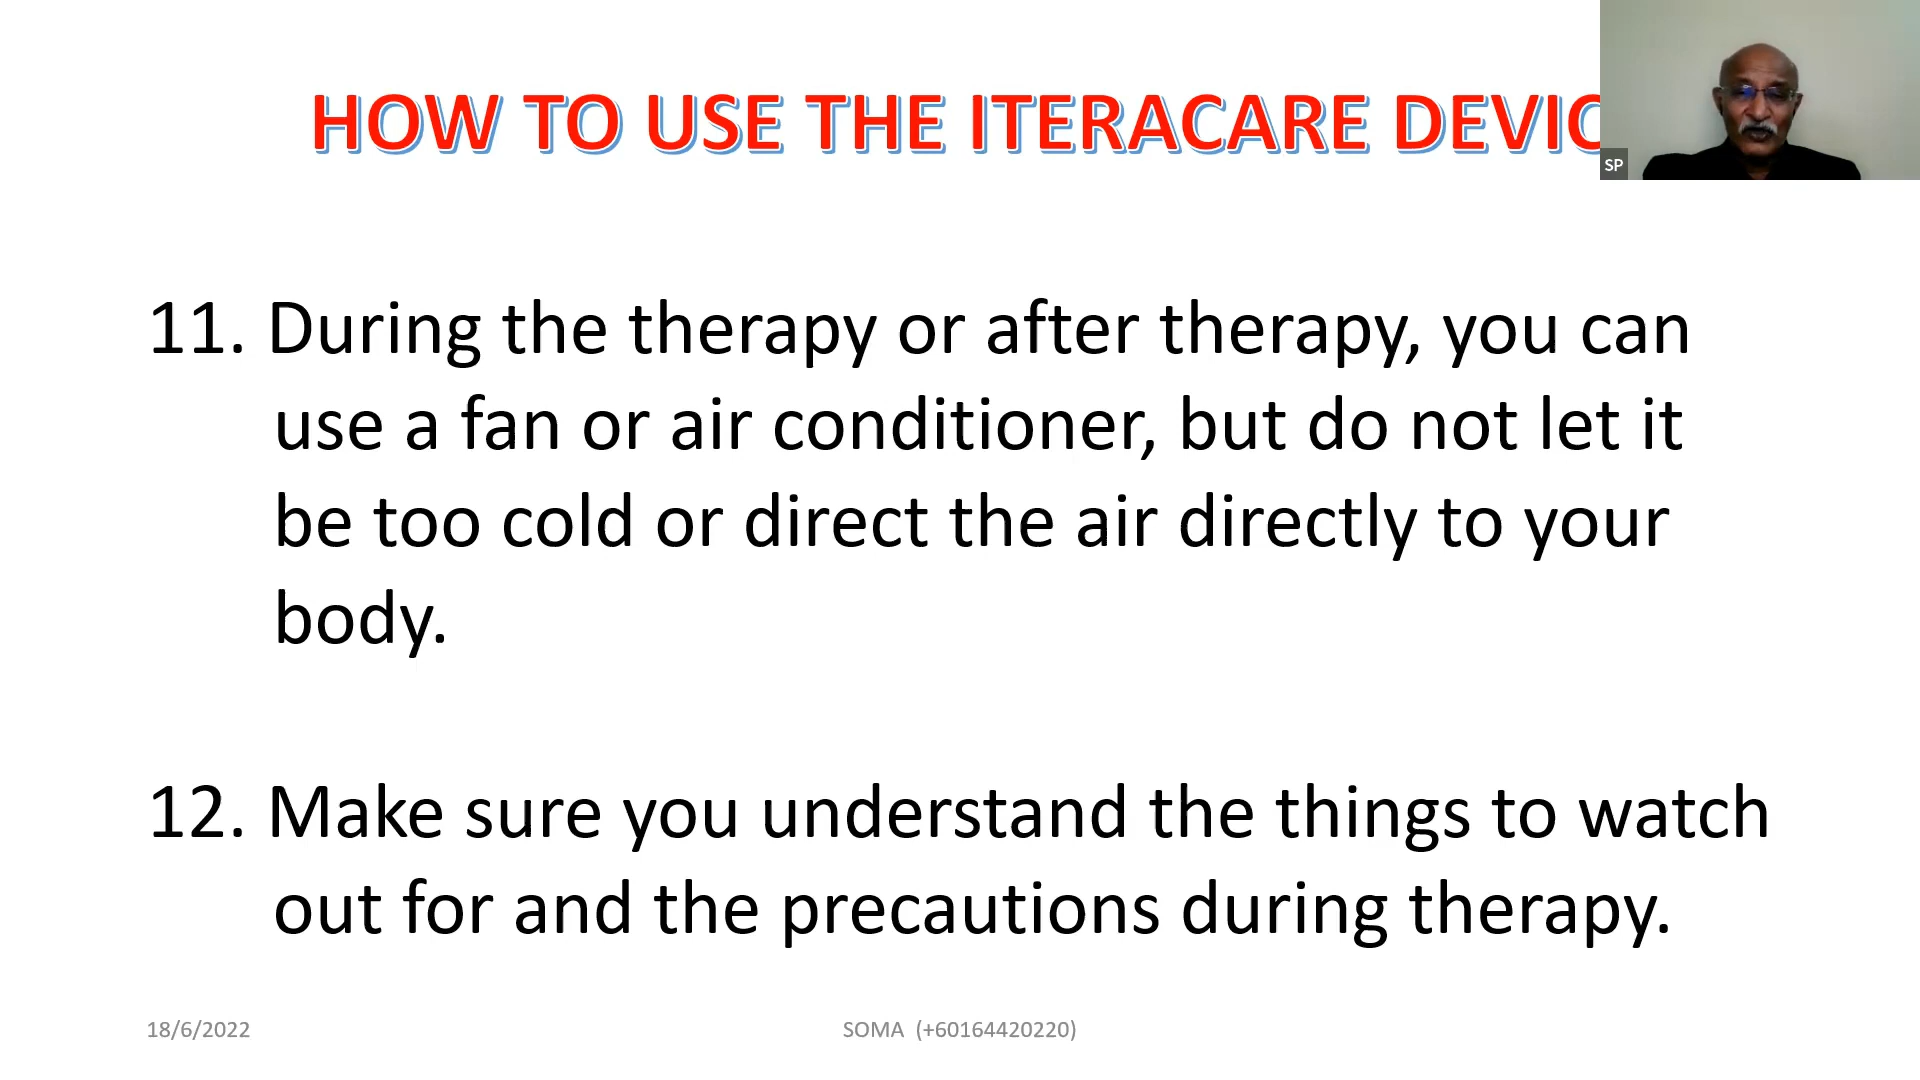 HOW TO USE THE ITERACARE DEVIC
SP
11. During the therapy or after therapy, you can
use a fan or air conditioner, but do not let it
be too cold or direct the air directly to your
body.
12. Make sure you understand the things to watch
out for and the precautions during therapy.
18/6/2022
SOMA (+60164420220)